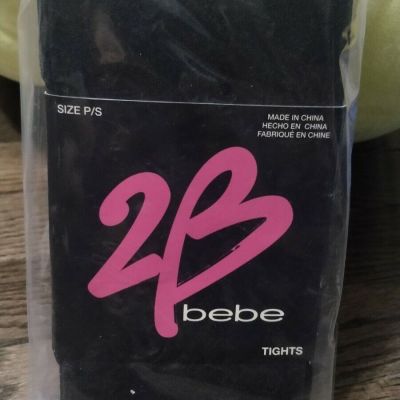 SIZE P/S
MADE IN CHINA
HECHO EN CHINA
FABRIQUÉ EN CHINE
2B
bebe
TIGHTS